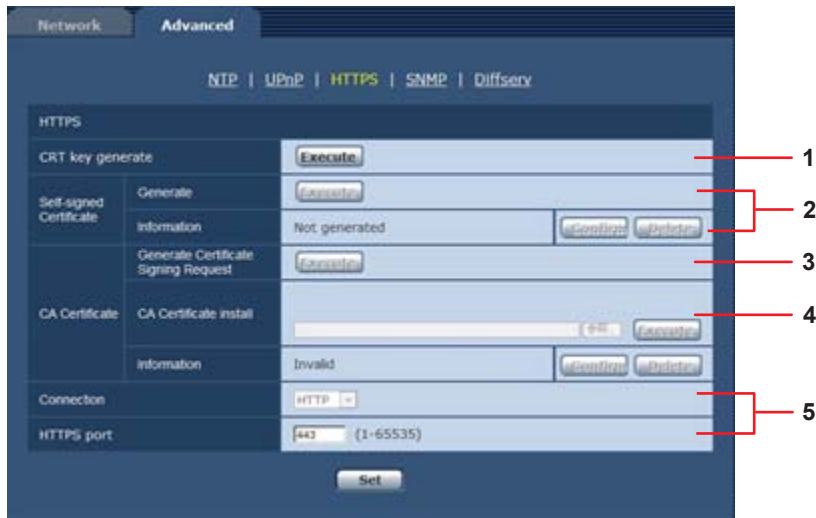 Network Advanced
NTP | UPnP | HTTPS | SNMP | Diffserv
HTTPS
CRT key generate Execute 1
Self-signed Certificate Generate Execute
2
Information Not generated Confirm Delete
Generate Certificate Signing Request Execute 3
CA Certificate CA Certificate install Execute 4
Information Invalid Confirm Delete
Connection HTTP
5
HTTPS port 443 (1-65535)
Set